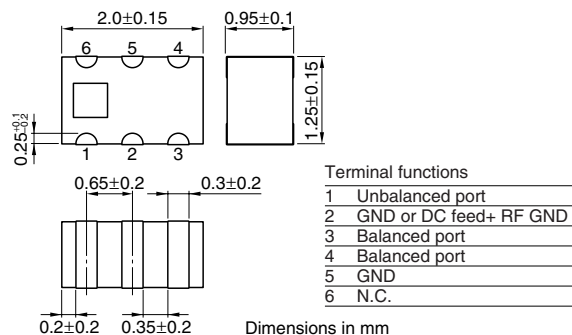 2.0±0.15
0.95±0.1
6 5 4
1.25±0.15
0.25+0.1 -0.2
1 2 3
0.65±0.2
0.3±0.2
0.2±0.2
0.35±0.2
Dimensions in mm
Terminal functions
1 Unbalanced port
2 GND or DC feed+ RF GND
3 Balanced port
4 Balanced port
5 GND
6 N.C.